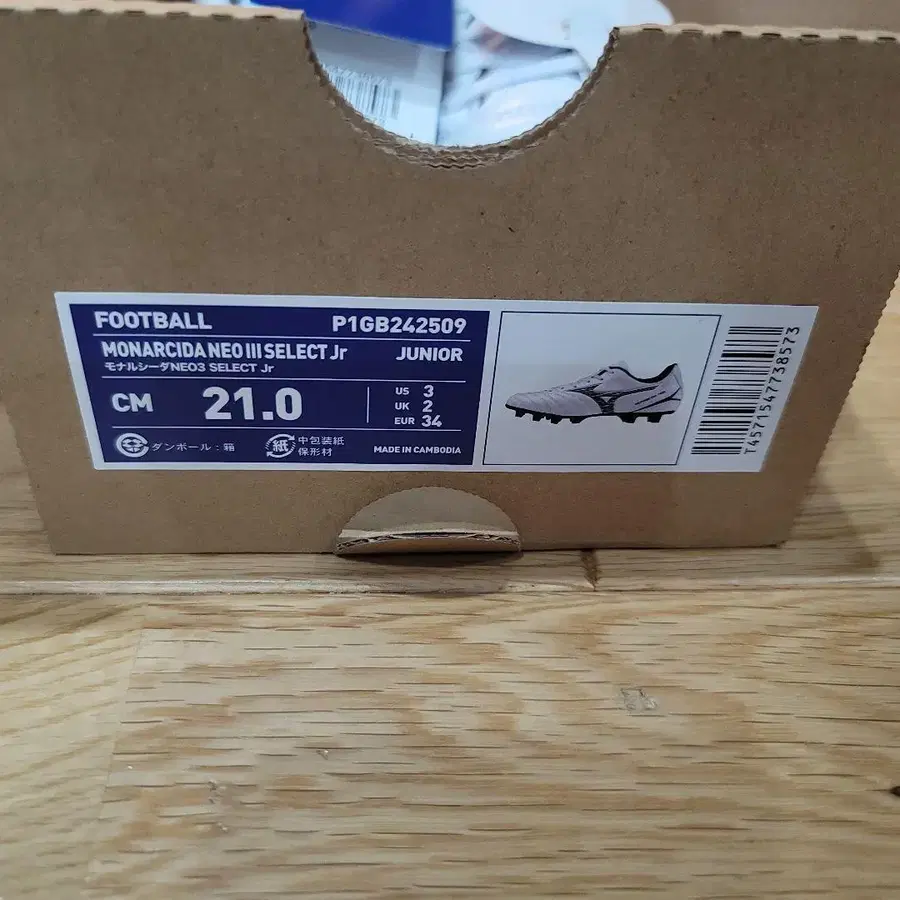 FOOTBALL P1GB242509
MONARCIDA NEO III SELECT Jr JUNIOR
モナルシーダNEO3 SELECT Jr
CM 21.0
US 3
UK 2
EUR 34
ダンボール：箱
紙 中包装紙
保形材
MADE IN CAMBODIA
T4571547738573